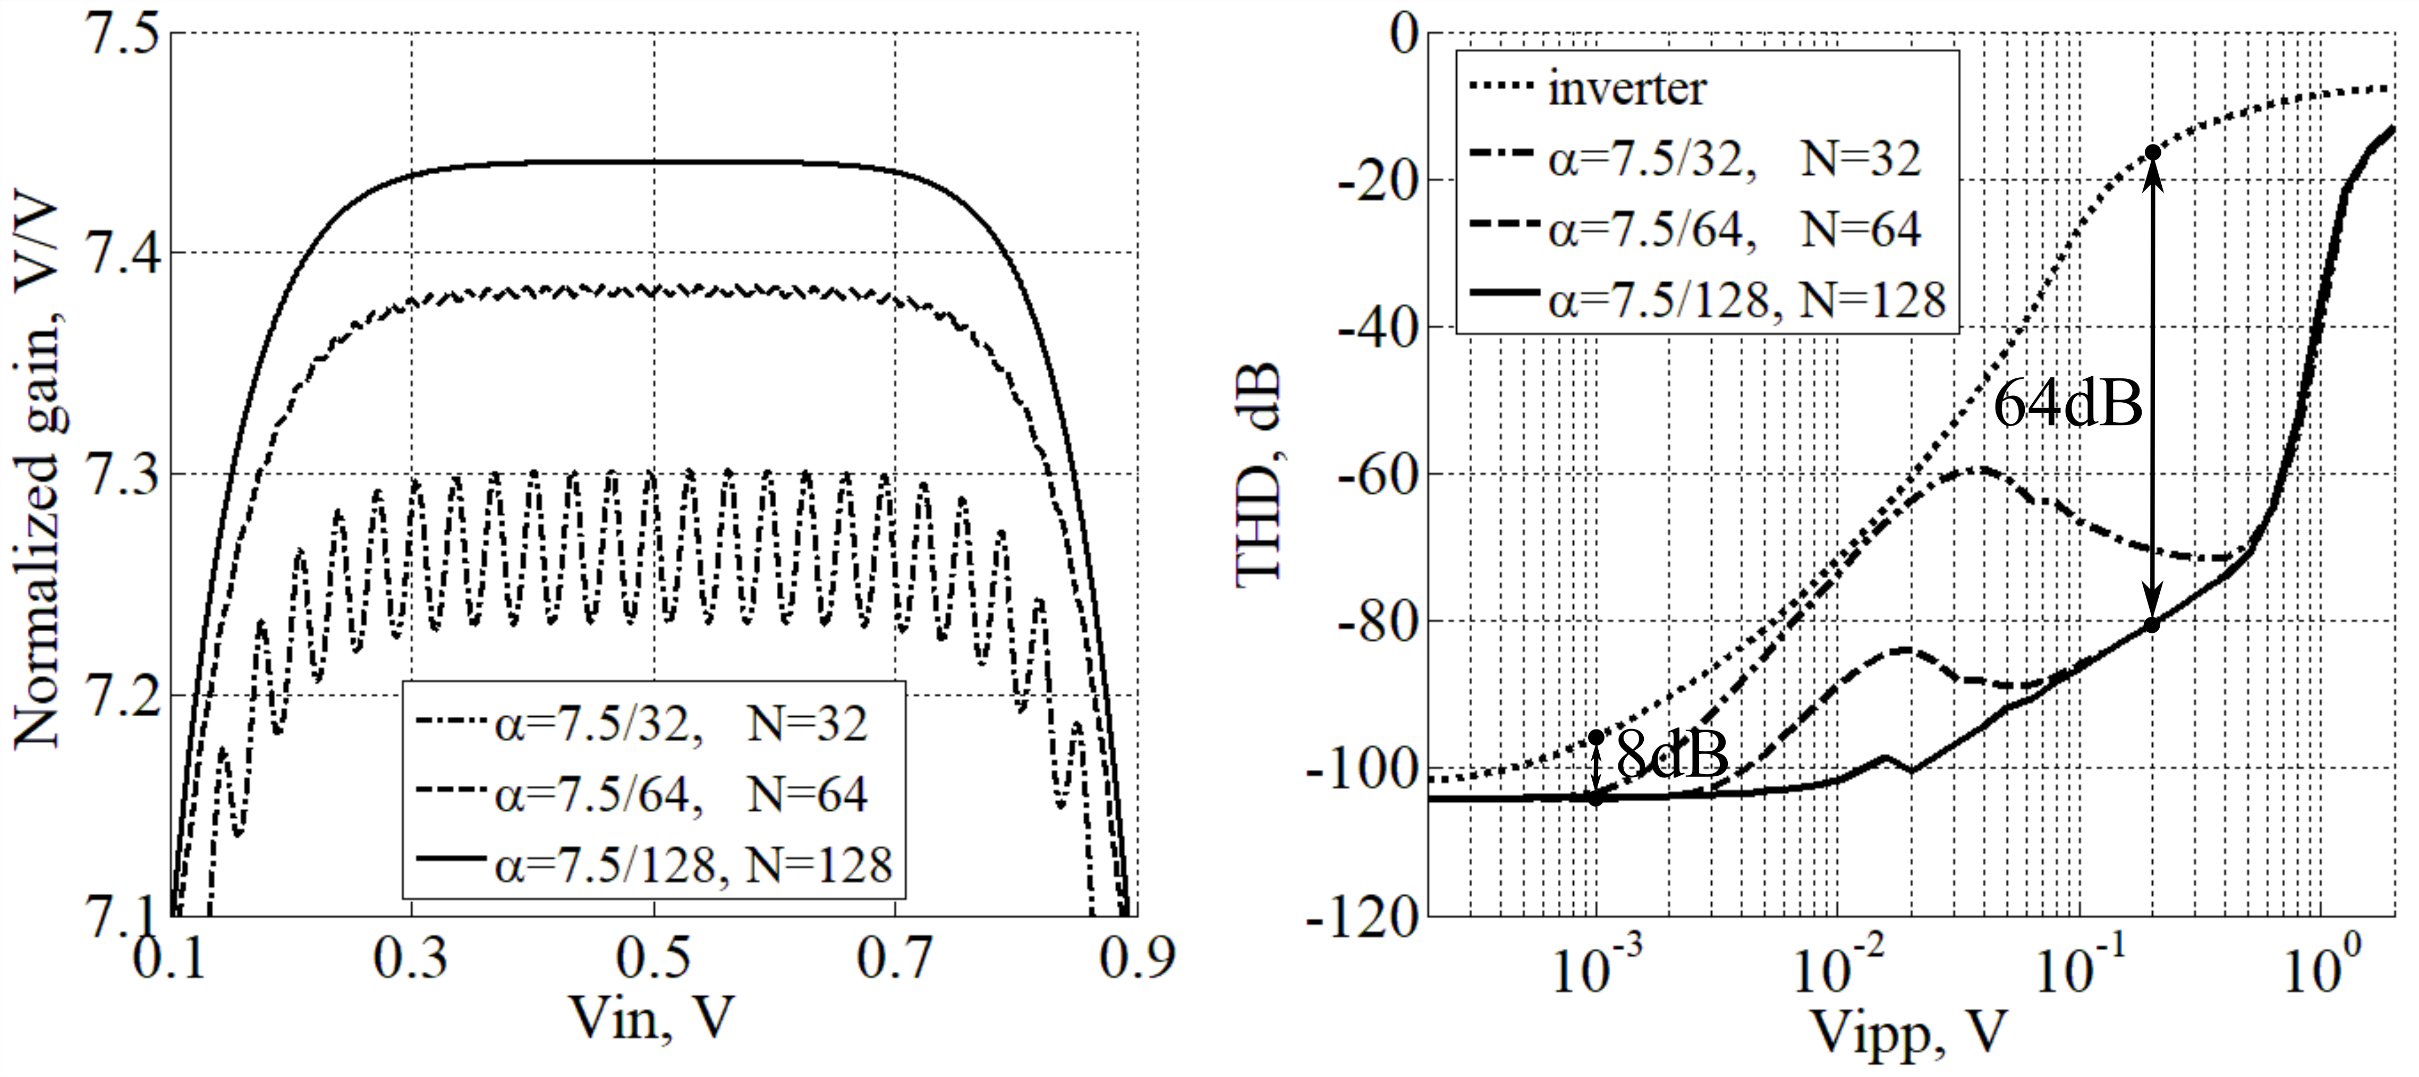 Normalized gain, V/V
7.5
7.4
7.3
7.2
7.1
α=7.5/32, N=32
α=7.5/64, N=64
α=7.5/128, N=128
0.1 0.3 0.5 0.7 0.9
Vin, V
THD, dB
0
-20
-40
-60
-80
-100
-120
inverter
α=7.5/32, N=32
α=7.5/64, N=64
α=7.5/128, N=128
64dB
8dB
10-3 10-2 10-1 100
Vipp, V